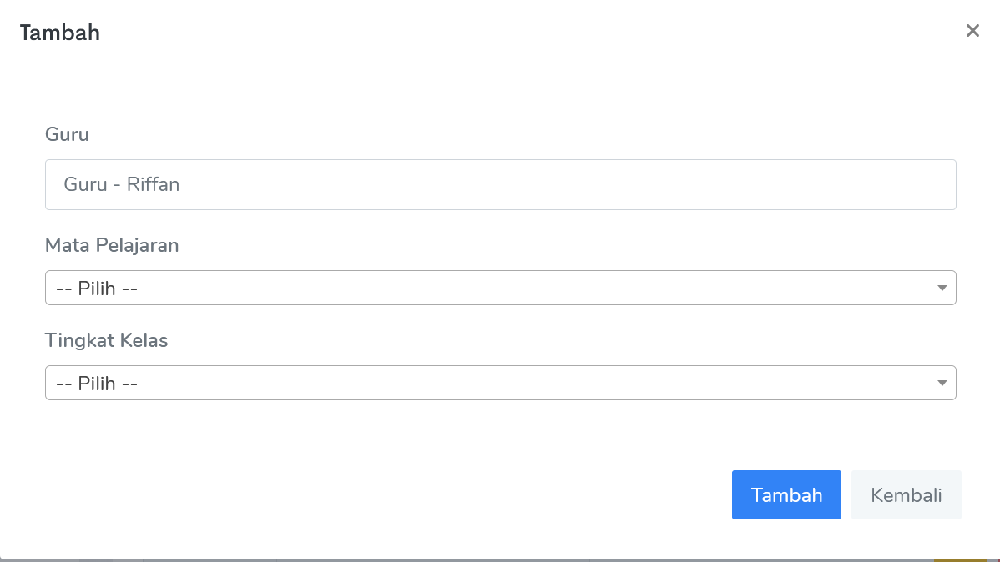 Tambah
Guru
Guru - Riffan
Mata Pelajaran
-- Pilih --
Tingkat Kelas
-- Pilih --
Tambah
Kembali